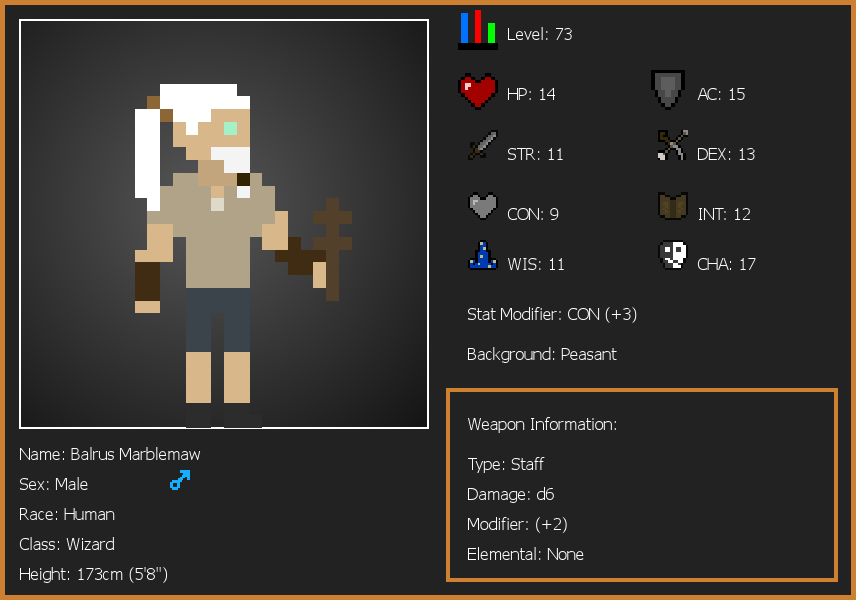 Level: 73
HP: 14
AC: 15
STR: 11
DEX: 13
CON: 9
INT: 12
WIS: 11
CHA: 17
Stat Modifier: CON (+3)
Background: Peasant
Weapon Information:
Type: Staff
Damage: d6
Modifier: (+2)
Elemental: None
Name: Balrus Marblemaw
Sex: Male
Race: Human
Class: Wizard
Height: 173cm (5'8")